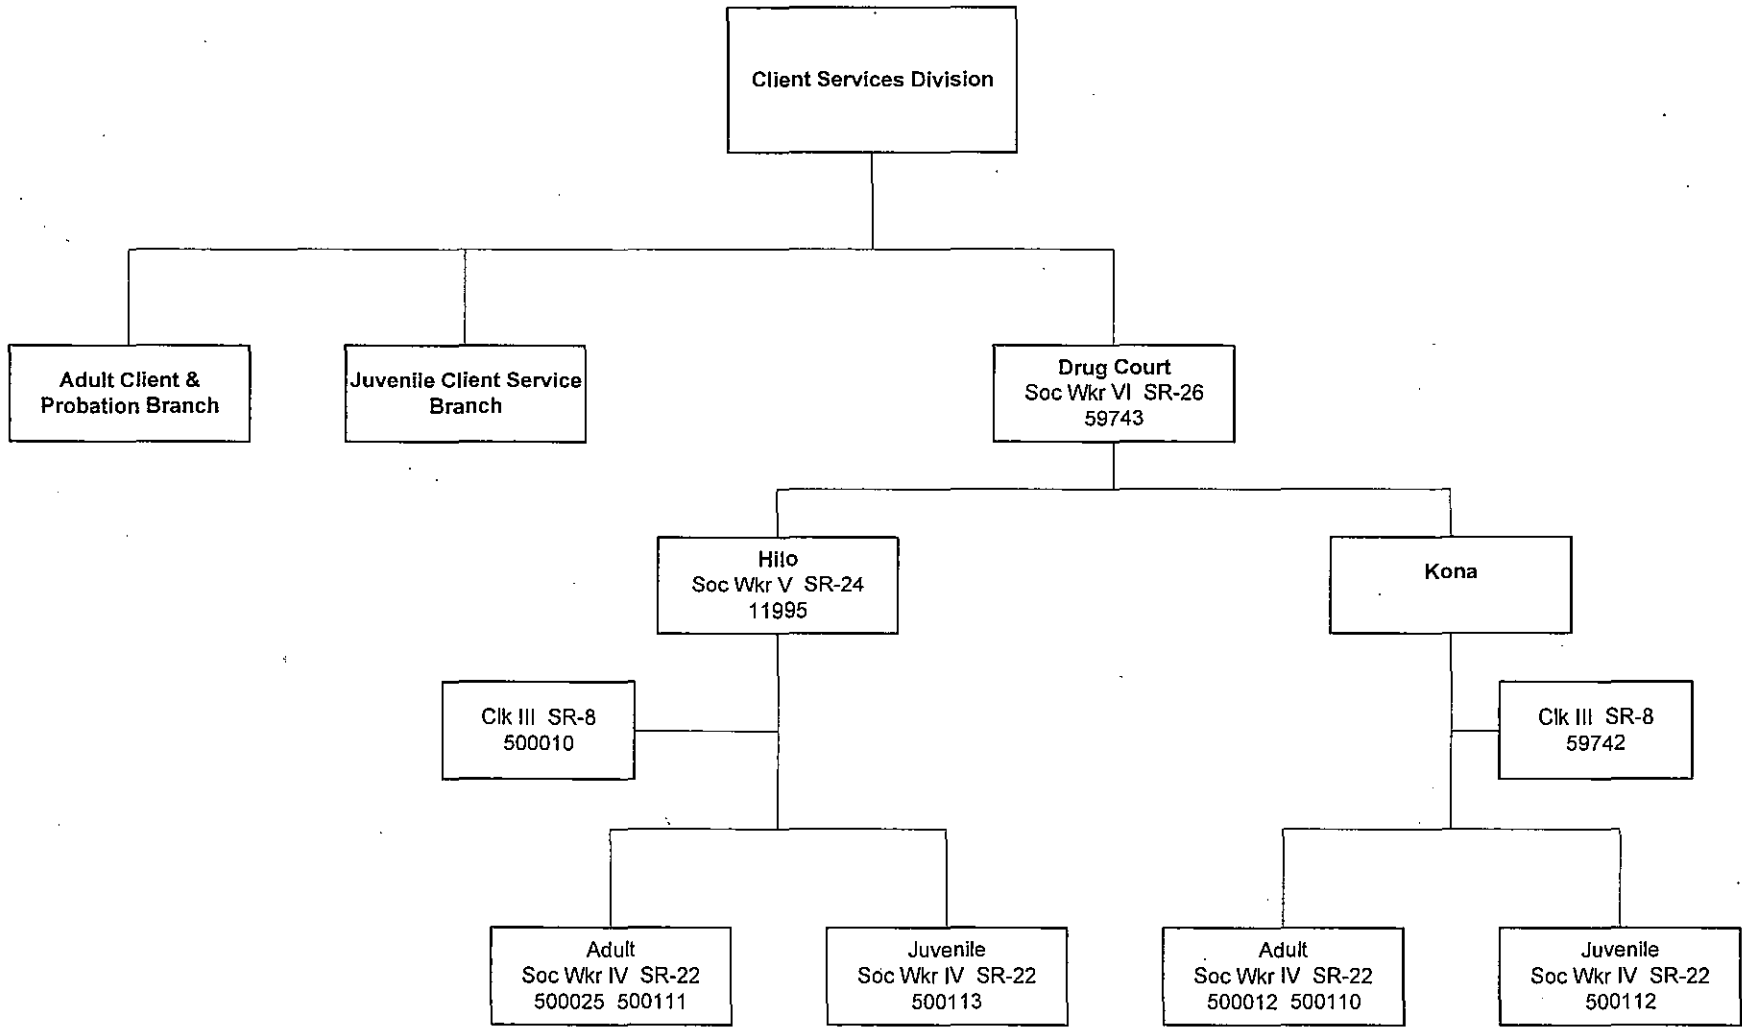 Client Services Division
Adult Client &
Probation Branch
Juvenile Client Service
Branch
Drug Court
Soc Wkr VI SR-26
59743
Hilo
Soc Wkr V SR-24
11995
Kona
Clk III SR-8
500010
Clk III SR-8
59742
Adult
Soc Wkr IV SR-22
500025 500111
Juvenile
Soc Wkr IV SR-22
500113
Adult
Soc Wkr IV SR-22
500012 500110
Juvenile
Soc Wkr IV SR-22
500112